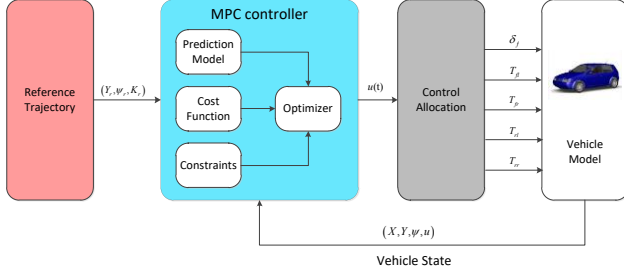 MPC controller
Reference
Trajectory
(Y_r, ψ_r, K_r)
Prediction
Model
Cost
Function
Constraints
Optimizer
u(t)
Control
Allocation
δ_f
T_fl
T_fr
T_rl
T_rr
Vehicle
Model
(X, Y, ψ, u)
Vehicle State